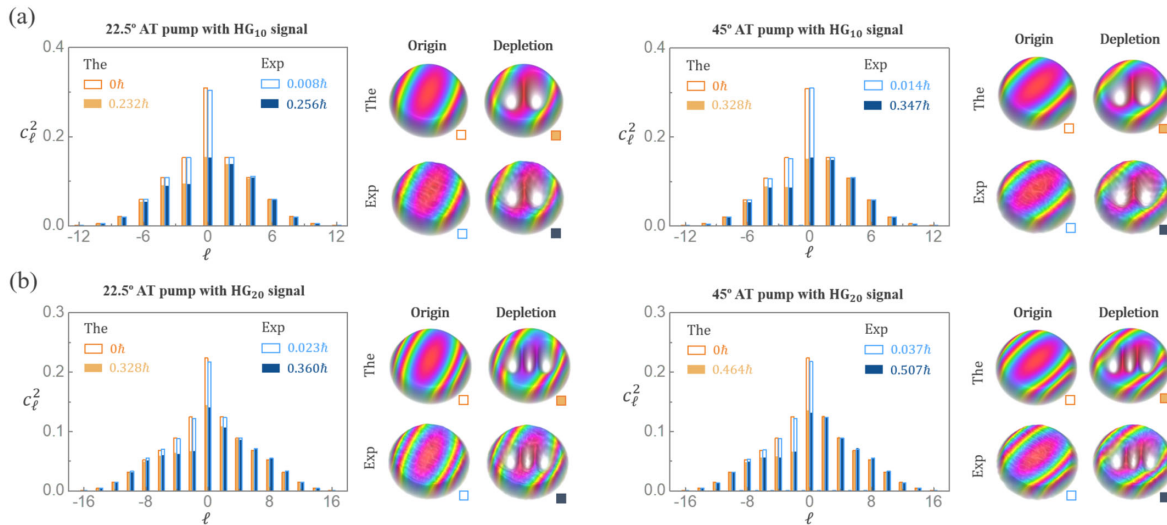 (a)
22.5° AT pump with HG₁₀ signal
0.4
The
Exp
0ℏ
0.008ℏ
0.232ℏ
0.256ℏ
c²ℓ
0.2
0.0
-12
-6
0
6
12
ℓ
Origin
Depletion
The
Exp
45° AT pump with HG₁₀ signal
0.4
The
Exp
0ℏ
0.014ℏ
0.328ℏ
0.347ℏ
c²ℓ
0.2
0.0
-12
-6
0
6
12
ℓ
Origin
Depletion
The
Exp
(b)
22.5° AT pump with HG₂₀ signal
0.3
The
Exp
0ℏ
0.023ℏ
0.328ℏ
0.360ℏ
0.2
c²ℓ
0.1
0.0
-16
-8
0
8
16
ℓ
Origin
Depletion
The
Exp
45° AT pump with HG₂₀ signal
0.3
The
Exp
0ℏ
0.037ℏ
0.464ℏ
0.507ℏ
0.2
c²ℓ
0.1
0.0
-16
-8
0
8
16
ℓ
Origin
Depletion
The
Exp